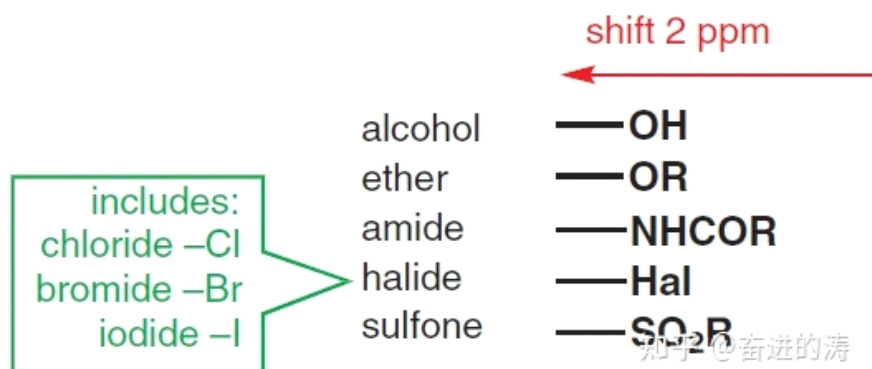 shift 2 ppm
alcohol —OH
ether —OR
amide —NHCOR
halide —Hal
sulfone —SO₂R
includes:
chloride –Cl
bromide –Br
iodide –I
知乎 @奋进的涛